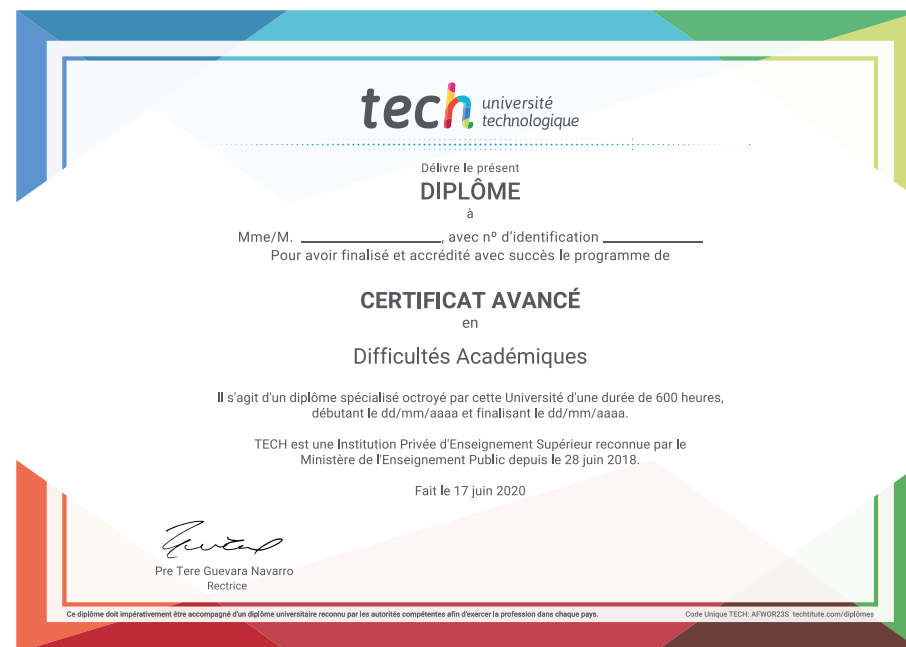 tech université
technologique
Délivre le présent
DIPLÔME
à
Mme/M. ____________________, avec nº d'identification ______________
Pour avoir finalisé et accrédité avec succès le programme de
CERTIFICAT AVANCÉ
en
Difficultés Académiques
Il s'agit d'un diplôme spécialisé octroyé par cette Université d'une durée de 600 heures,
débutant le dd/mm/aaaa et finalisant le dd/mm/aaaa.
TECH est une Institution Privée d'Enseignement Supérieur reconnue par le
Ministère de l'Enseignement Public depuis le 28 juin 2018.
Fait le 17 juin 2020
Pre Tere Guevara Navarro
Rectrice
Ce diplôme doit impérativement être accompagné d'un diplôme universitaire reconnu par les autorités compétentes afin d'exercer la profession dans chaque pays.
Code Unique TECH: AFWOR23S techtitute.com/diplômes